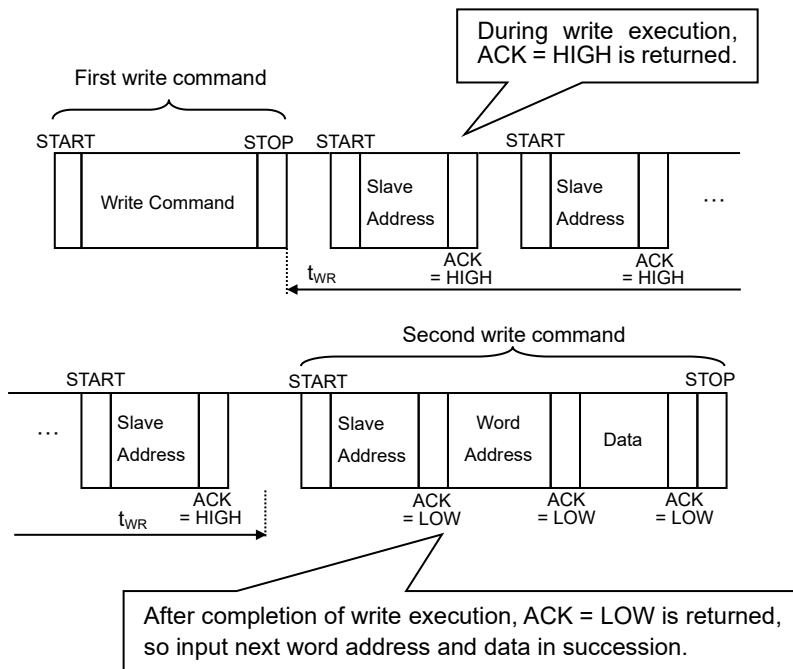 During write execution,
ACK = HIGH is returned.
First write command
START STOP START START
Write Command
Slave
Address
Slave
Address
…
ACK
= HIGH
ACK
= HIGH
tWR
Second write command
START START STOP
…
Slave
Address
Slave
Address
Word
Address
Data
ACK
= HIGH
ACK
= LOW
ACK
= LOW
ACK
= LOW
tWR
After completion of write execution, ACK = LOW is returned,
so input next word address and data in succession.